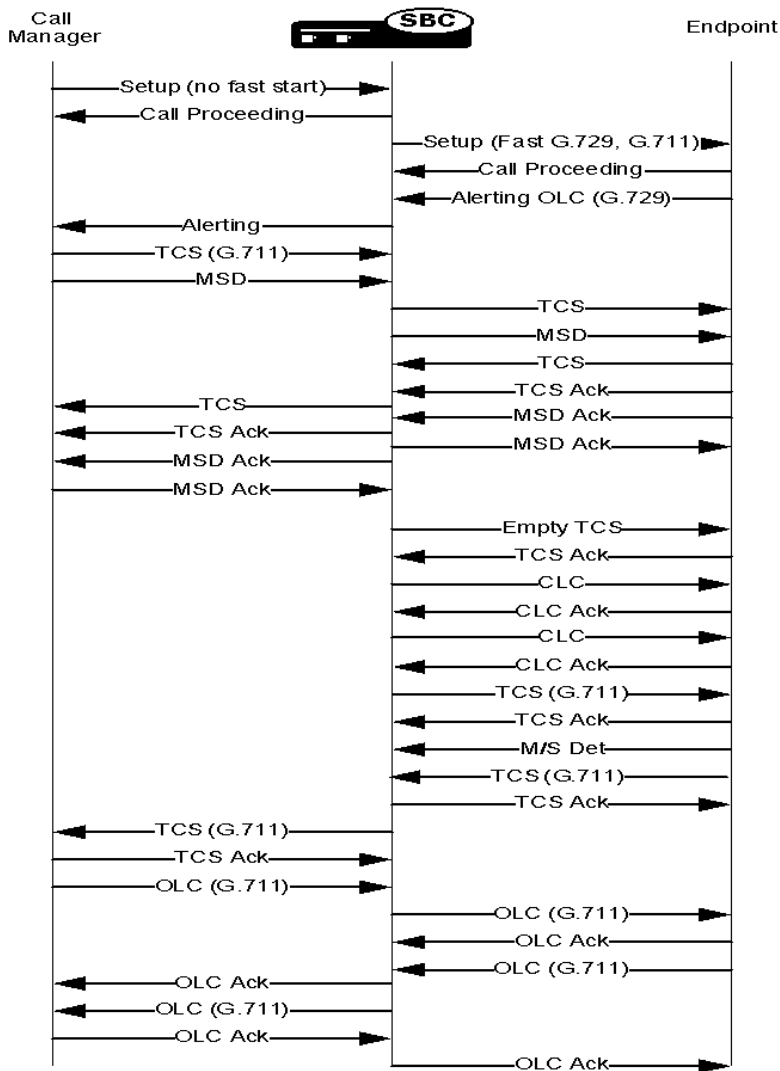 Call
Manager
SBC
Endpoint
Setup (no fast start)
Call Proceeding
Setup (Fast G.729, G.711)
Call Proceeding
Alerting OLC (G.729)
Alerting
TCS (G.711)
MSD
TCS
MSD
TCS
TCS Ack
TCS
MSD Ack
TCS Ack
MSD Ack
MSD Ack
MSD Ack
Empty TCS
TCS Ack
CLC
CLC Ack
CLC
CLC Ack
TCS (G.711)
TCS Ack
M/S Det
TCS (G.711)
TCS Ack
TCS (G.711)
TCS Ack
OLC (G.711)
OLC (G.711)
OLC Ack
OLC (G.711)
OLC Ack
OLC (G.711)
OLC Ack
OLC Ack